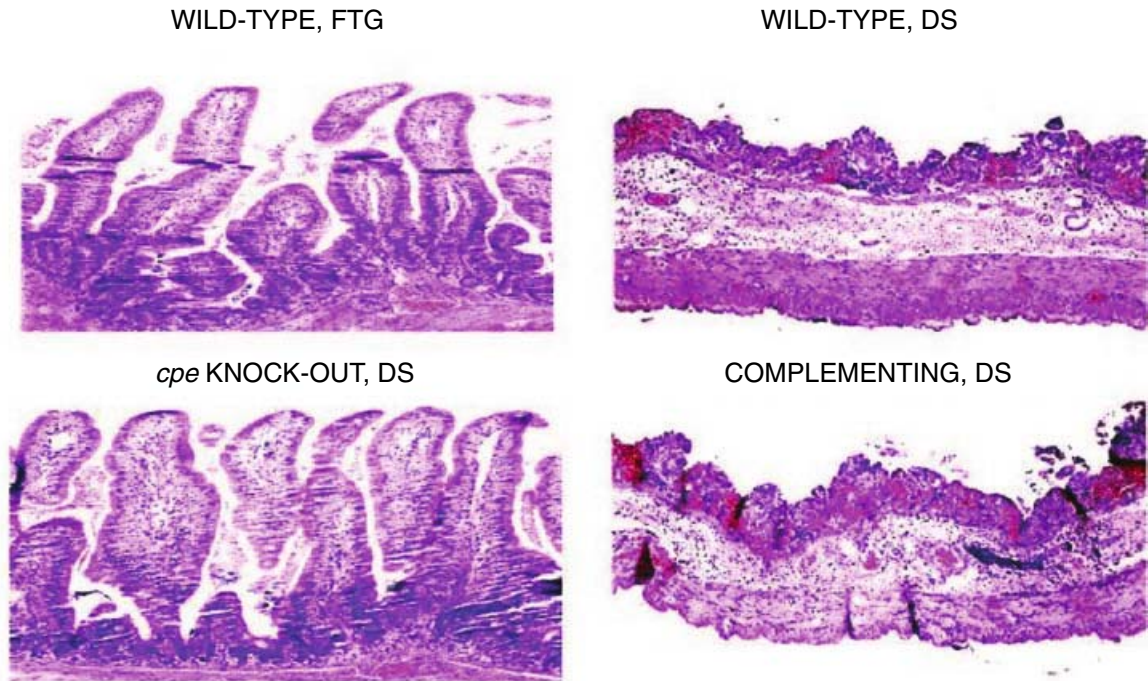 WILD-TYPE, FTG
WILD-TYPE, DS
cpe KNOCK-OUT, DS
COMPLEMENTING, DS